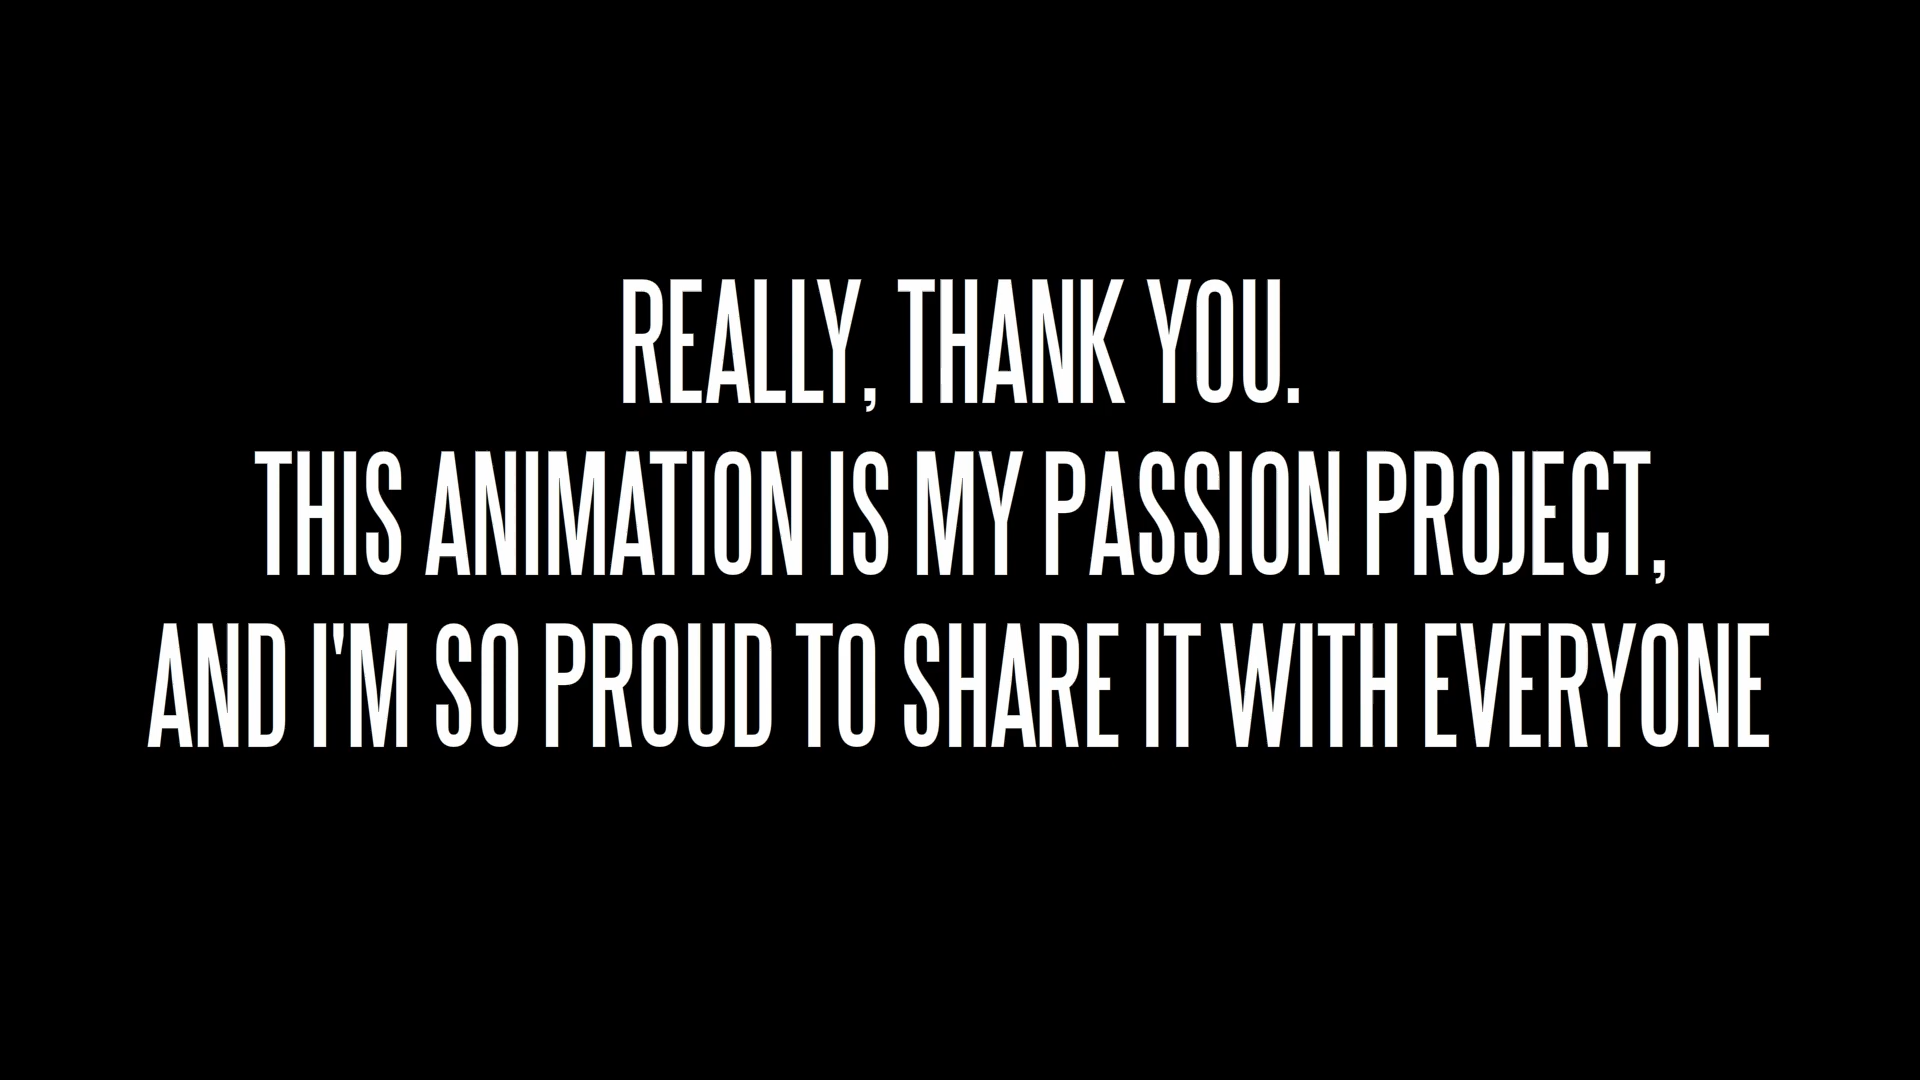 REALLY, THANK YOU.
THIS ANIMATION IS MY PASSION PROJECT,
AND I'M SO PROUD TO SHARE IT WITH EVERYONE